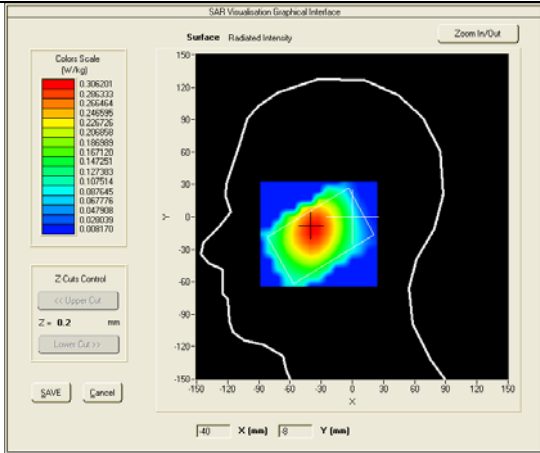 SAR Visualisation Graphical Interface
Surface Radiated Intensity
Zoom In/Out
Colors Scale
(W/kg)
0.306201
0.286333
0.266464
0.246595
0.226726
0.206858
0.186989
0.167120
0.147251
0.127383
0.107514
0.087645
0.067776
0.047908
0.028039
0.008170
Z Cuts Control
<< Upper Cut
Z = 0.2 mm
Lower Cut >>
SAVE Cancel
150
120
90
60
30
0
-30
-60
-90
-120
-150
Y
-150 -120 -90 -60 -30 0 30 60 90 120 150
X
-40 X (mm) -8 Y (mm)